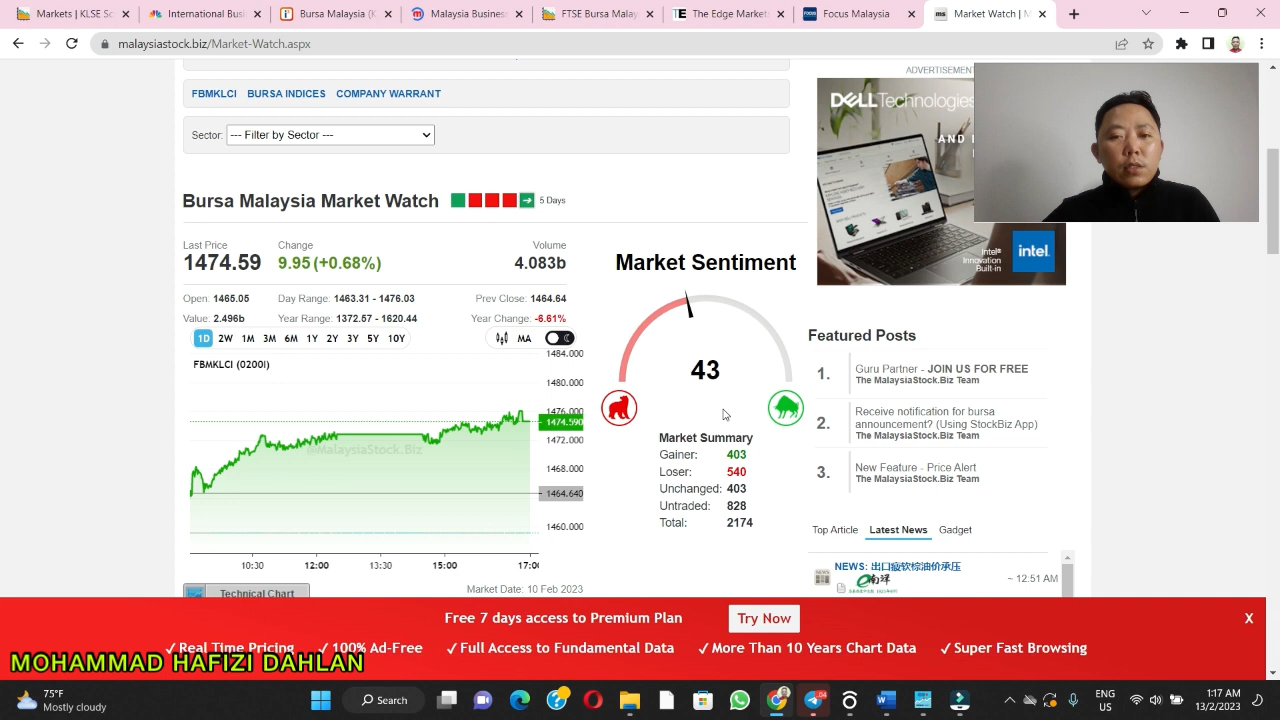 Markets | KLSE Sc
Internationa
Bursa Malays
Malaysia Busines
FTSE Bursa Malay
The Edge Markets
Focus Malaysia
Market Watch | M
malaysiastock.biz/Market-Watch.aspx
FBMKLCI BURSA INDICES COMPANY WARRANT
Sector: --- Filter by Sector ---
ADVERTISEMENT
DELLTechnologies
AND
intel®
Innovation
Built-in
intel
Bursa Malaysia Market Watch 5 Days
Last Price Change Volume
1474.59 9.95 (+0.68%) 4.083b
Open: 1465.05 Day Range: 1463.31 - 1476.03 Prev Close: 1464.64
Value: 2.496b Year Range: 1372.57 - 1620.44 Year Change: -6.61%
1D 2W 1M 3M 6M 1Y 2Y 3Y 5Y 10Y MA
FBMKLCI (0200I)
@MalaysiaStock.Biz
1484.000
1480.000
1476.000
1474.590
1472.000
1468.000
1464.640
1460.000
10:30 12:00 13:30 15:00 17:00
Technical Chart
Market Date: 10 Feb 2023
Market Sentiment
43
Market Summary
Gainer: 403
Loser: 540
Unchanged: 403
Untraded: 828
Total: 2174
Featured Posts
1. Guru Partner - JOIN US FOR FREE
The MalaysiaStock.Biz Team
2. Receive notification for bursa
announcement? (Using StockBiz App)
The MalaysiaStock.Biz Team
3. New Feature - Price Alert
The MalaysiaStock.Biz Team
Top Article Latest News Gadget
NEWS: 出口疲软棕油价承压
~ 12:51 AM
Free 7 days access to Premium Plan Try Now X
✓ Real Time Pricing ✓ 100% Ad-Free ✓ Full Access to Fundamental Data ✓ More Than 10 Years Chart Data ✓ Super Fast Browsing
MOHAMMAD HAFIZI DAHLAN
75°F
Mostly cloudy
Search
04
ENG
US
1:17 AM
13/2/2023